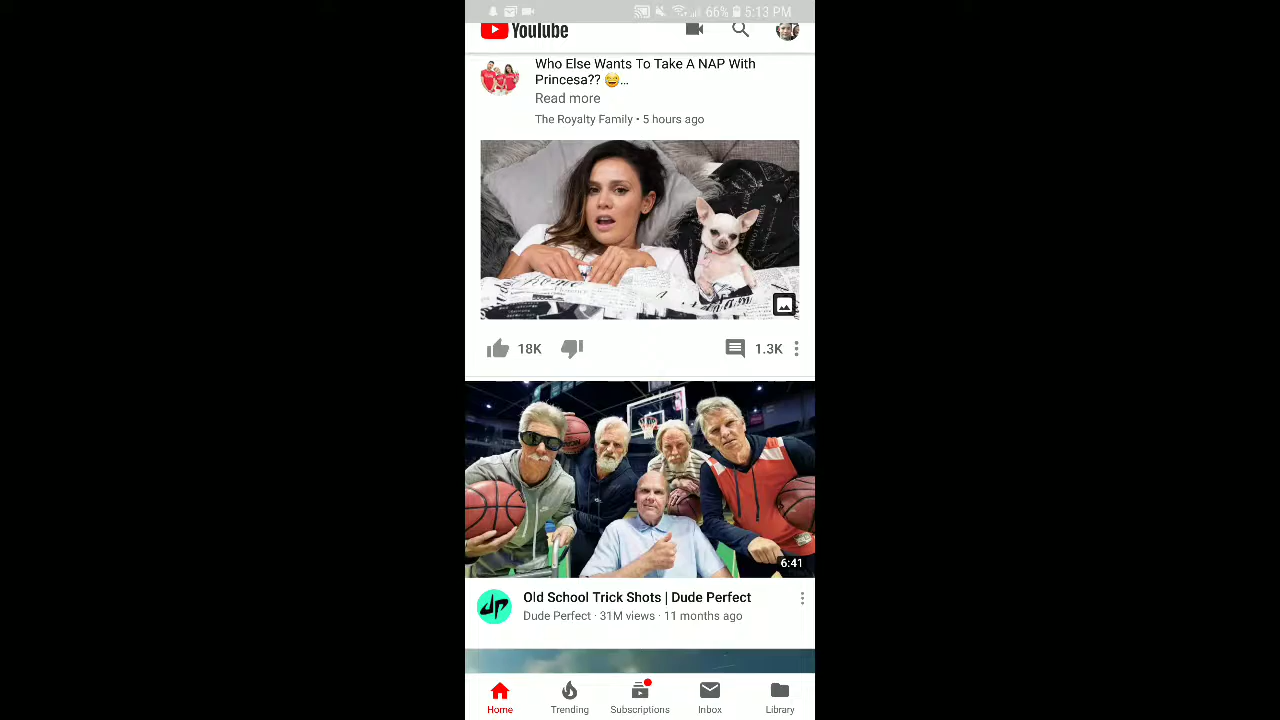 66% 5:13 PM
YouTube
Who Else Wants To Take A NAP With
Princesa?? 😅…
Read more
The Royalty Family • 5 hours ago
18K
1.3K
6:41
dp
Old School Trick Shots | Dude Perfect
Dude Perfect · 31M views · 11 months ago
Home
Trending
Subscriptions
Inbox
Library